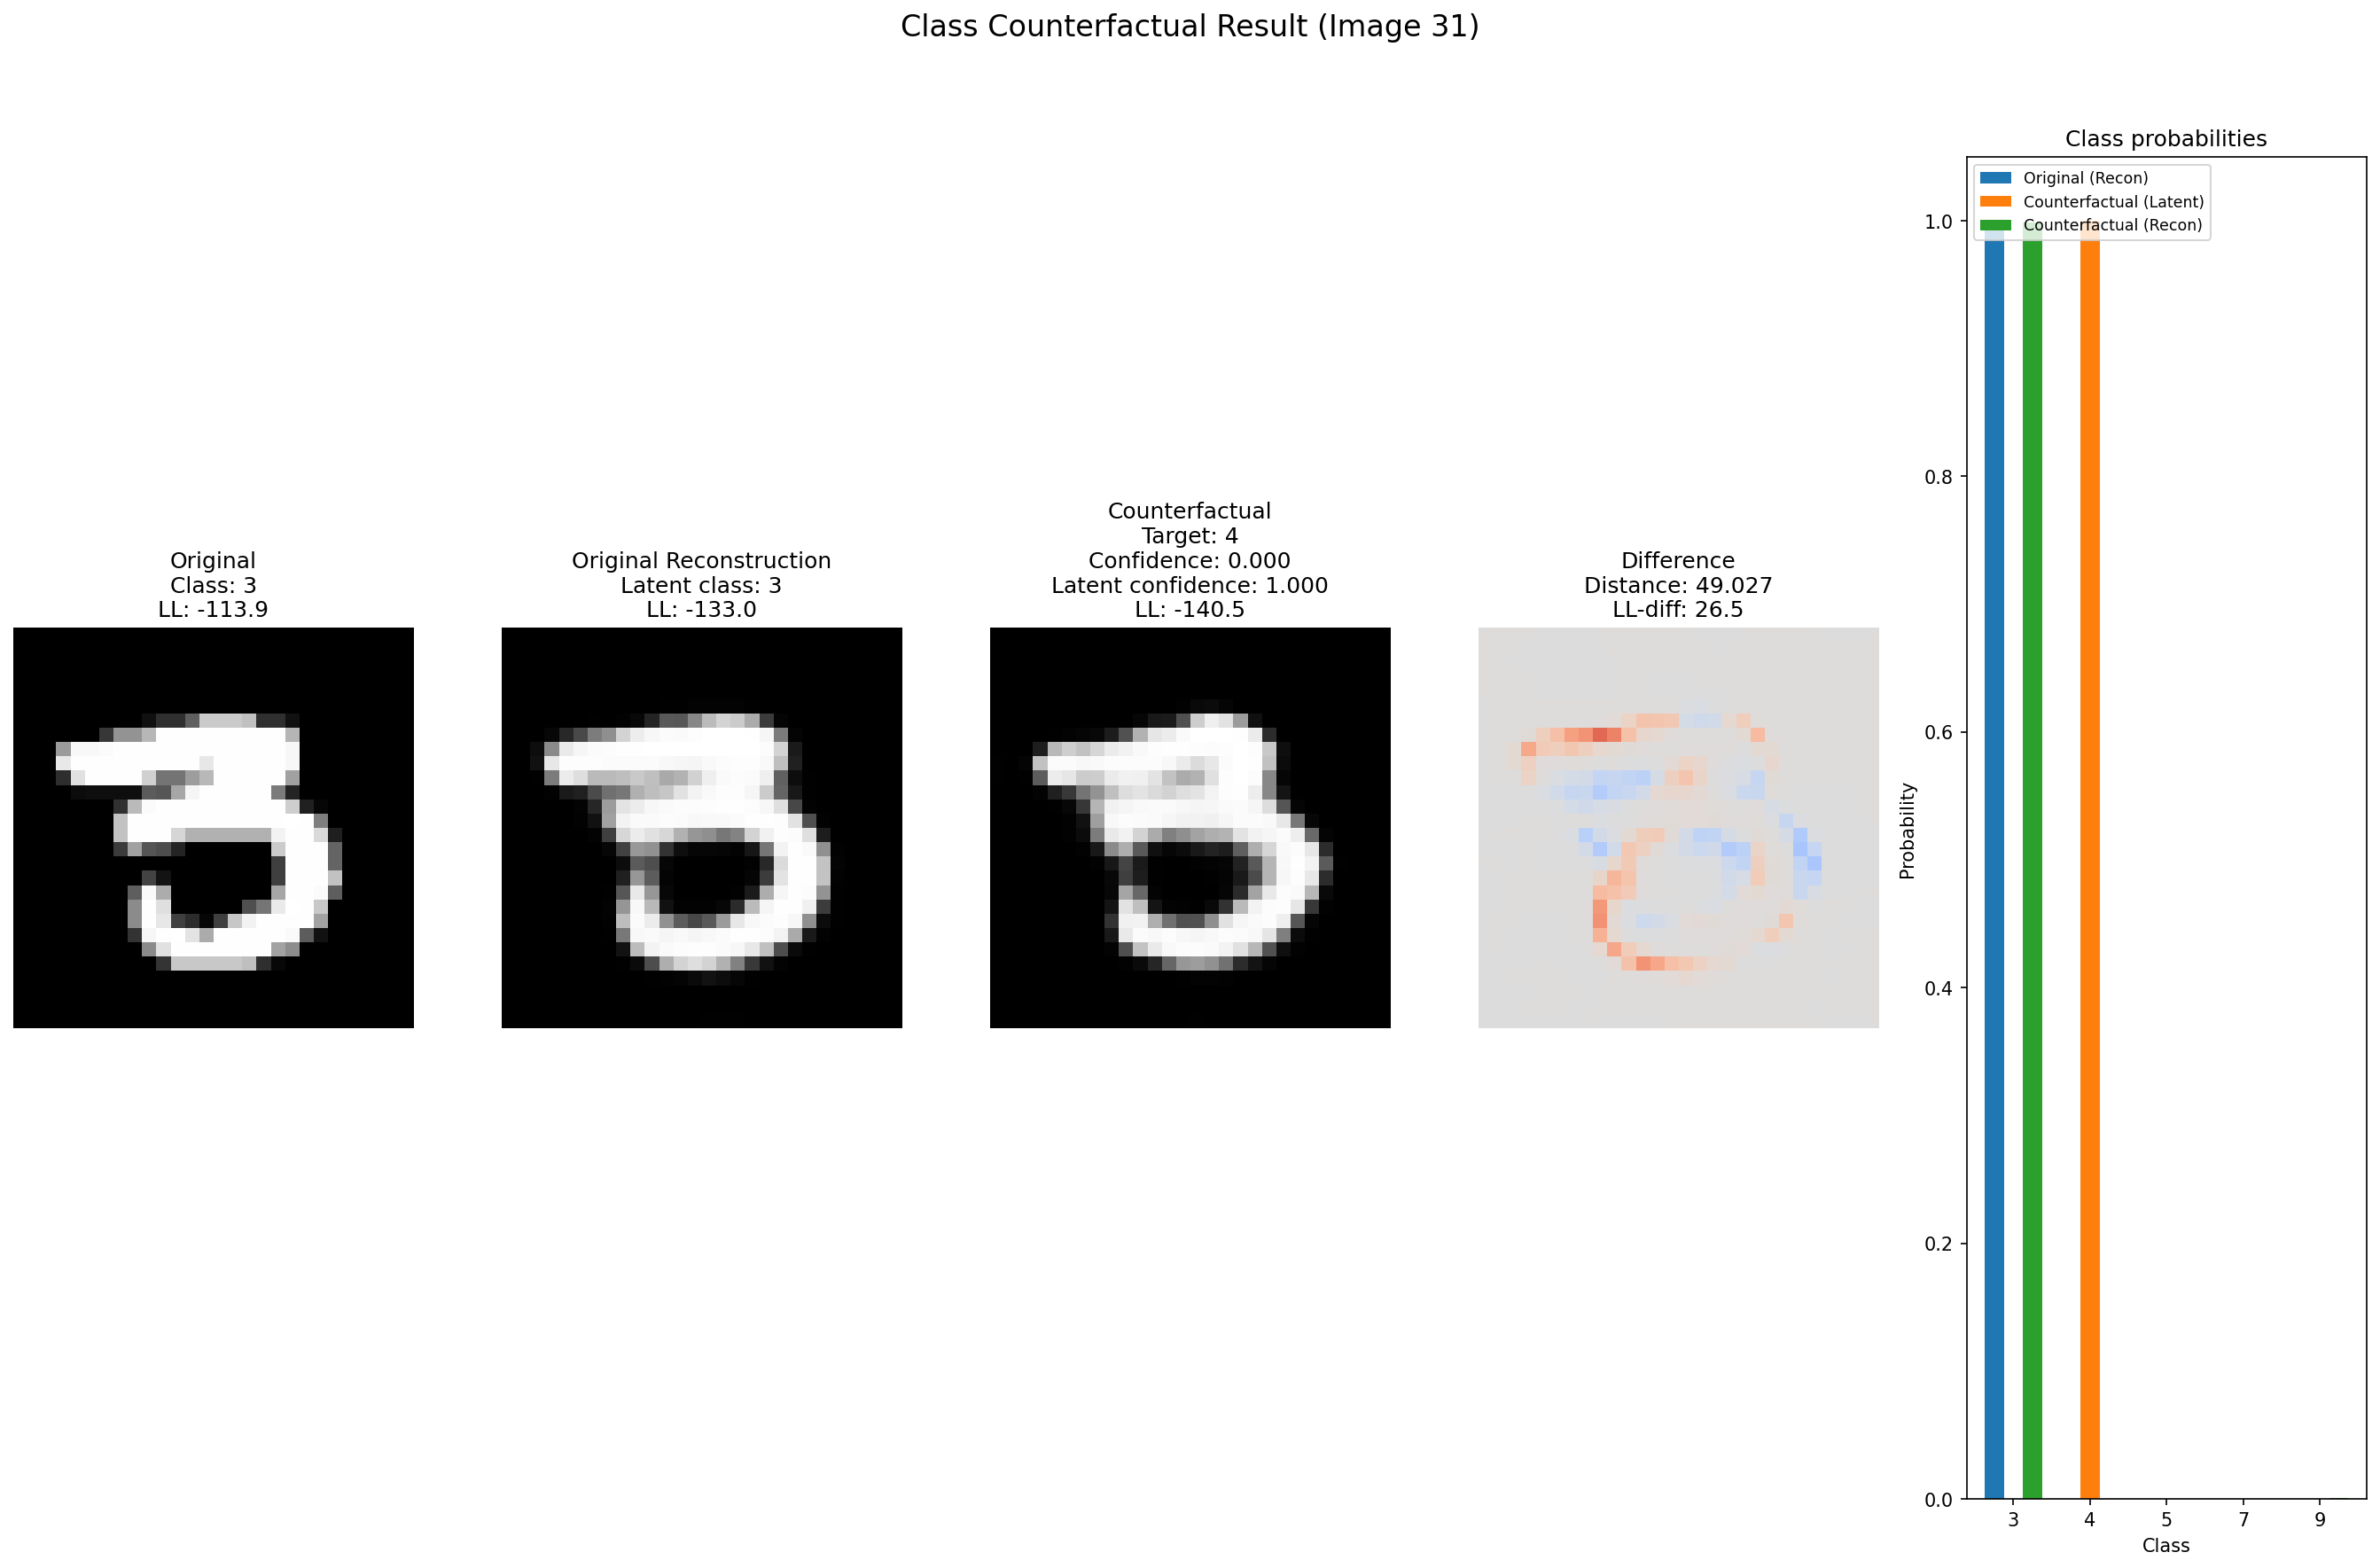 Class Counterfactual Result (Image 31)
Original
Class: 3
LL: -113.9
Original Reconstruction
Latent class: 3
LL: -133.0
Counterfactual
Target: 4
Confidence: 0.000
Latent confidence: 1.000
LL: -140.5
Difference
Distance: 49.027
LL-diff: 26.5
Class probabilities
Original (Recon)
Counterfactual (Latent)
Counterfactual (Recon)
1.0
0.8
0.6
0.4
0.2
0.0
Probability
3 4 5 7 9
Class
3